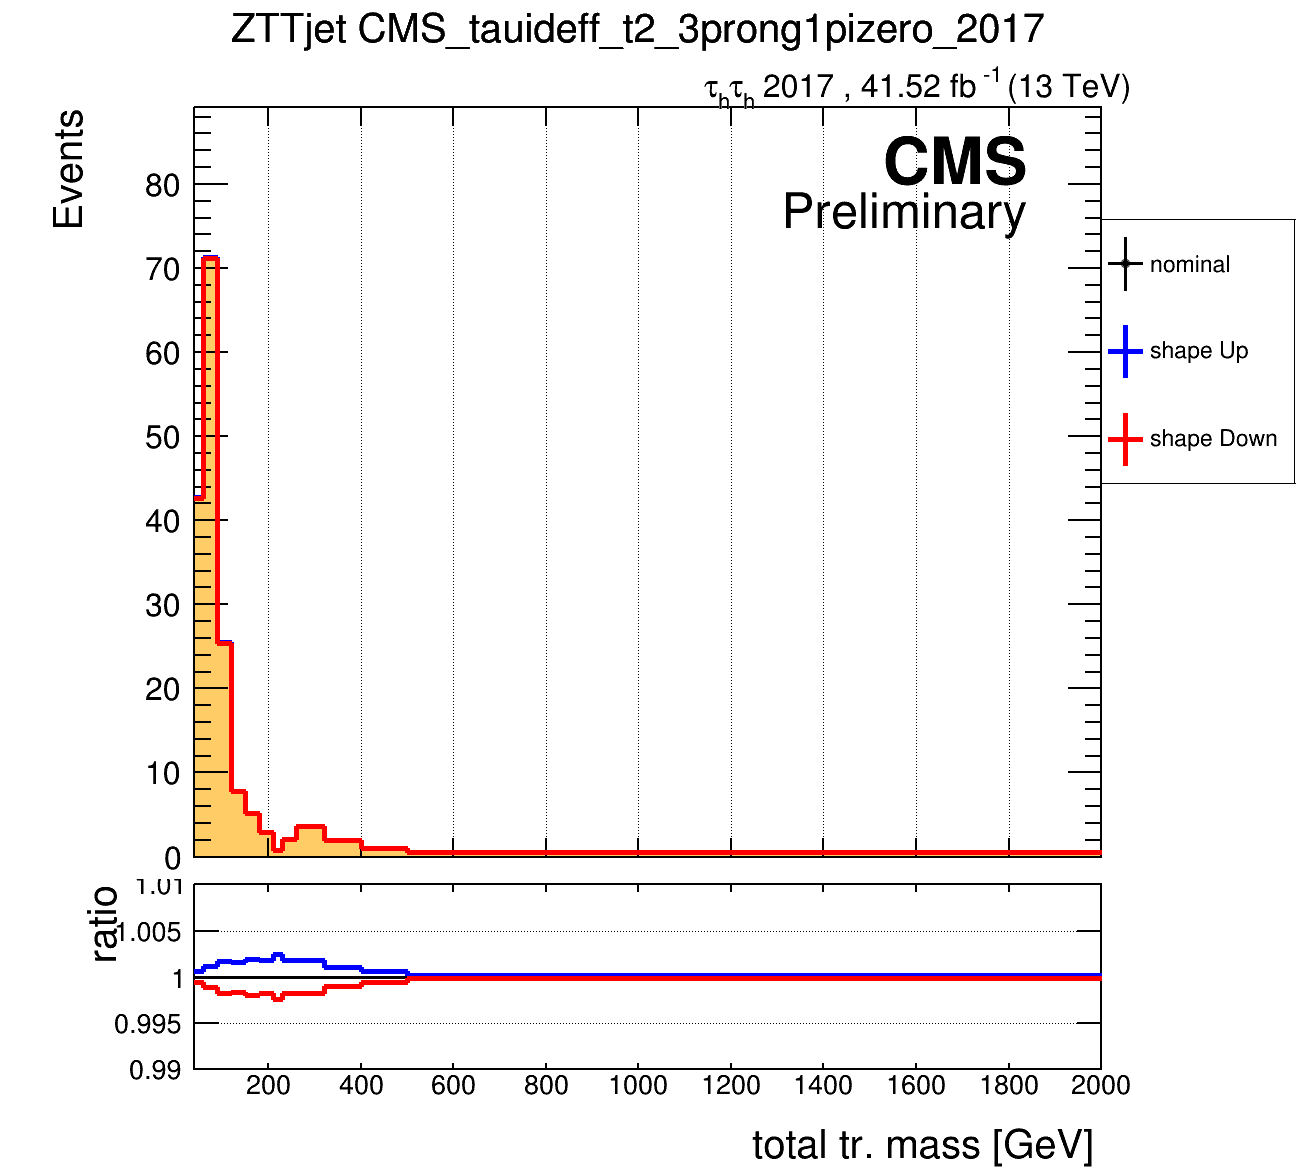 ZTTjet CMS_tauideff_t2_3prong1pizero_2017
τhτh 2017 , 41.52 fb-1 (13 TeV)
Events
CMS
Preliminary
80
70
60
50
40
30
20
10
0
nominal
shape Up
shape Down
ratio
1.01
1.005
1
0.995
0.99
200 400 600 800 1000 1200 1400 1600 1800 2000
total tr. mass [GeV]